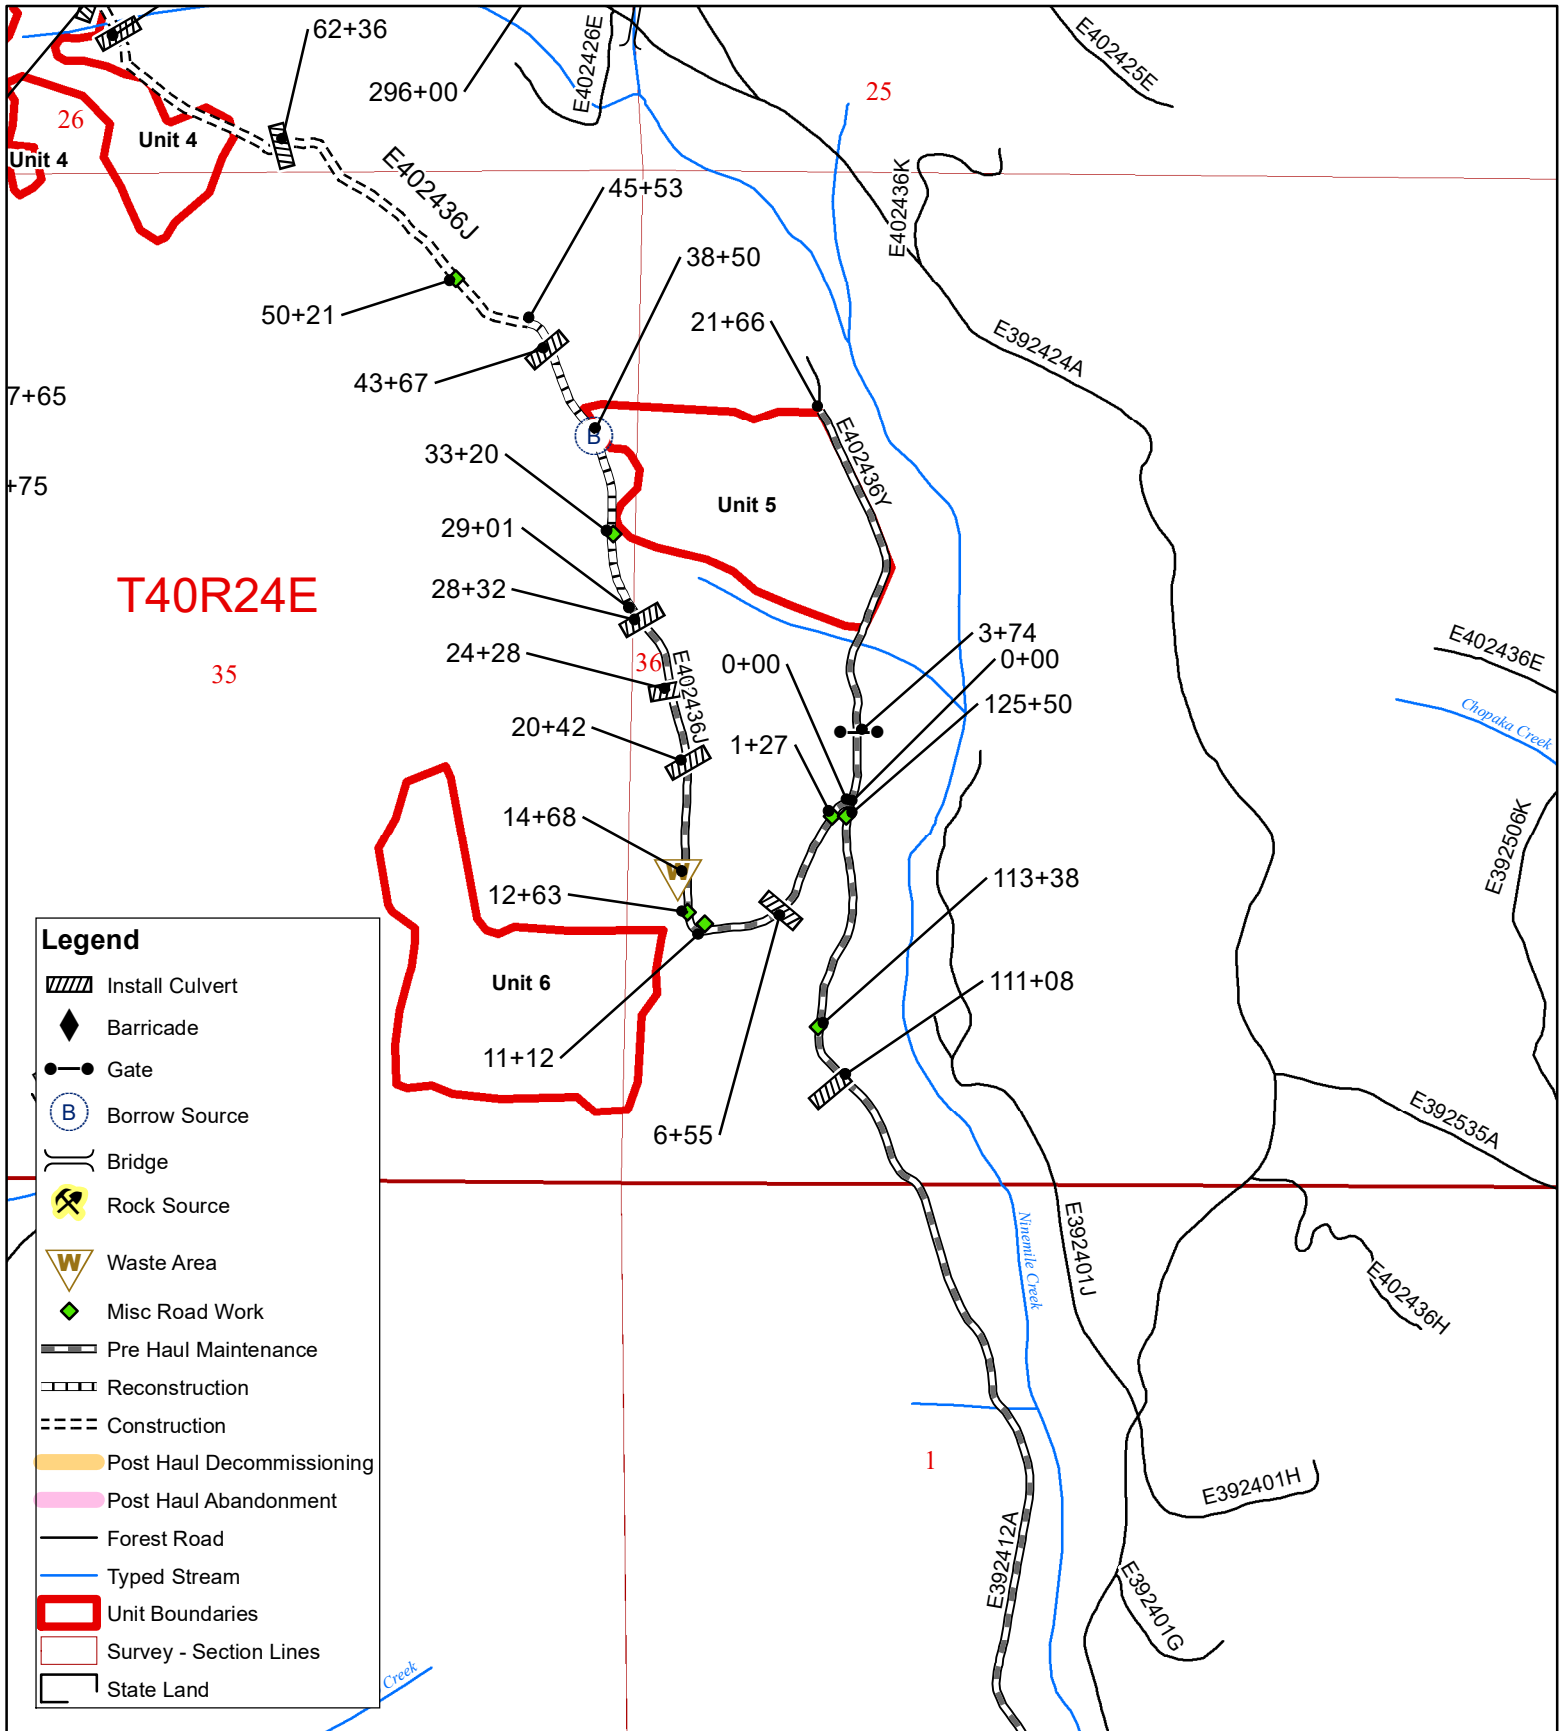 62+36
296+00
E402426E
25
E402425E
26
Unit 4
Unit 4
E402436J
45+53
E402436K
38+50
50+21
21+66
E392424A
43+67
7+65
B
E402436Y
33+20
+75
Unit 5
29+01
T40R24E
28+32
3+74
24+28
36
0+00
0+00
E402436E
35
E402436J
125+50
Chopaka Creek
20+42
1+27
14+68
W
E392506K
12+63
113+38
Unit 6
111+08
11+12
6+55
E392535A
Legend
Install Culvert
Barricade
Gate
B
Borrow Source
Bridge
Rock Source
W
Waste Area
Misc Road Work
Pre Haul Maintenance
Reconstruction
Construction
Post Haul Decommissioning
Post Haul Abandonment
Forest Road
Typed Stream
Unit Boundaries
Survey - Section Lines
State Land
Ninemile Creek
E392401J
E402436H
1
E392401H
E392412A
E392401G
Creek